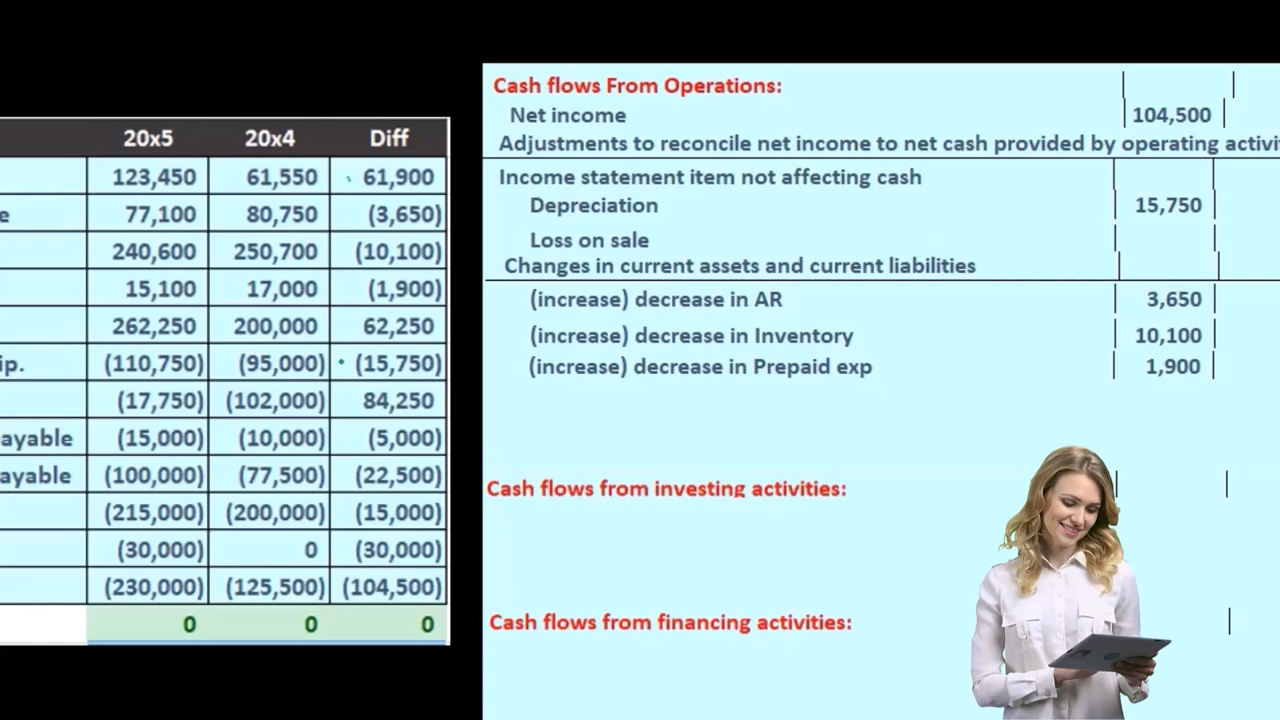 20x5 20x4 Diff
123,450 61,550 61,900
e 77,100 80,750 (3,650)
240,600 250,700 (10,100)
15,100 17,000 (1,900)
262,250 200,000 62,250
ip. (110,750) (95,000) (15,750)
(17,750) (102,000) 84,250
ayable (15,000) (10,000) (5,000)
ayable (100,000) (77,500) (22,500)
(215,000) (200,000) (15,000)
(30,000) 0 (30,000)
(230,000) (125,500) (104,500)
0 0 0
Cash flows From Operations:
Net income 104,500
Adjustments to reconcile net income to net cash provided by operating activi
Income statement item not affecting cash
Depreciation 15,750
Loss on sale
Changes in current assets and current liabilities
(increase) decrease in AR 3,650
(increase) decrease in Inventory 10,100
(increase) decrease in Prepaid exp 1,900
Cash flows from investing activities:
Cash flows from financing activities: